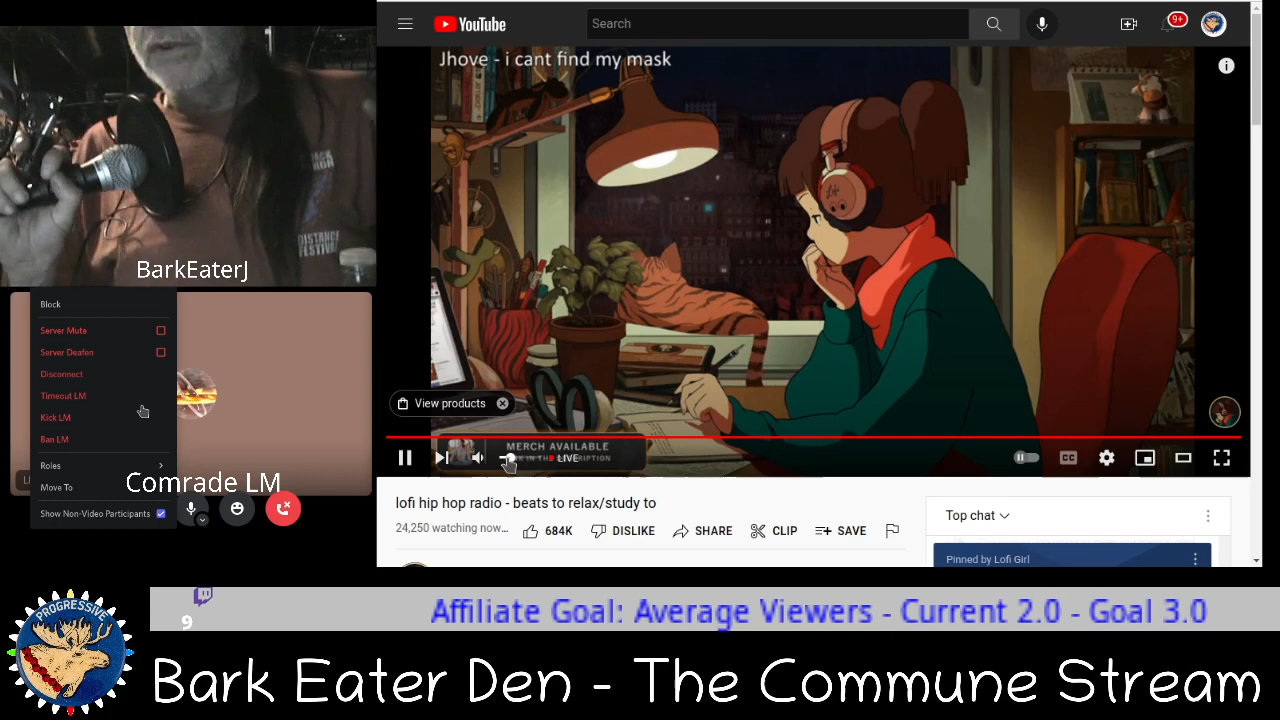 YouTube
Search
9+
Jhove - i cant find my mask
DISTANCE
FESTIVAL
BarkEaterJ
Block
Server Mute
Server Deafen
Disconnect
Timeout LM
Kick LM
Ban LM
Roles
Move To
Show Non-Video Participants
Comrade LM
View products
MERCH AVAILABLE
LIVE
CC
lofi hip hop radio - beats to relax/study to
24,250 watching now...
684K
DISLIKE
SHARE
CLIP
SAVE
Top chat
Pinned by Lofi Girl
9
Affiliate Goal: Average Viewers - Current 2.0 - Goal 3.0
PROGRESSIVE
Bark Eater Den - The Commune Stream